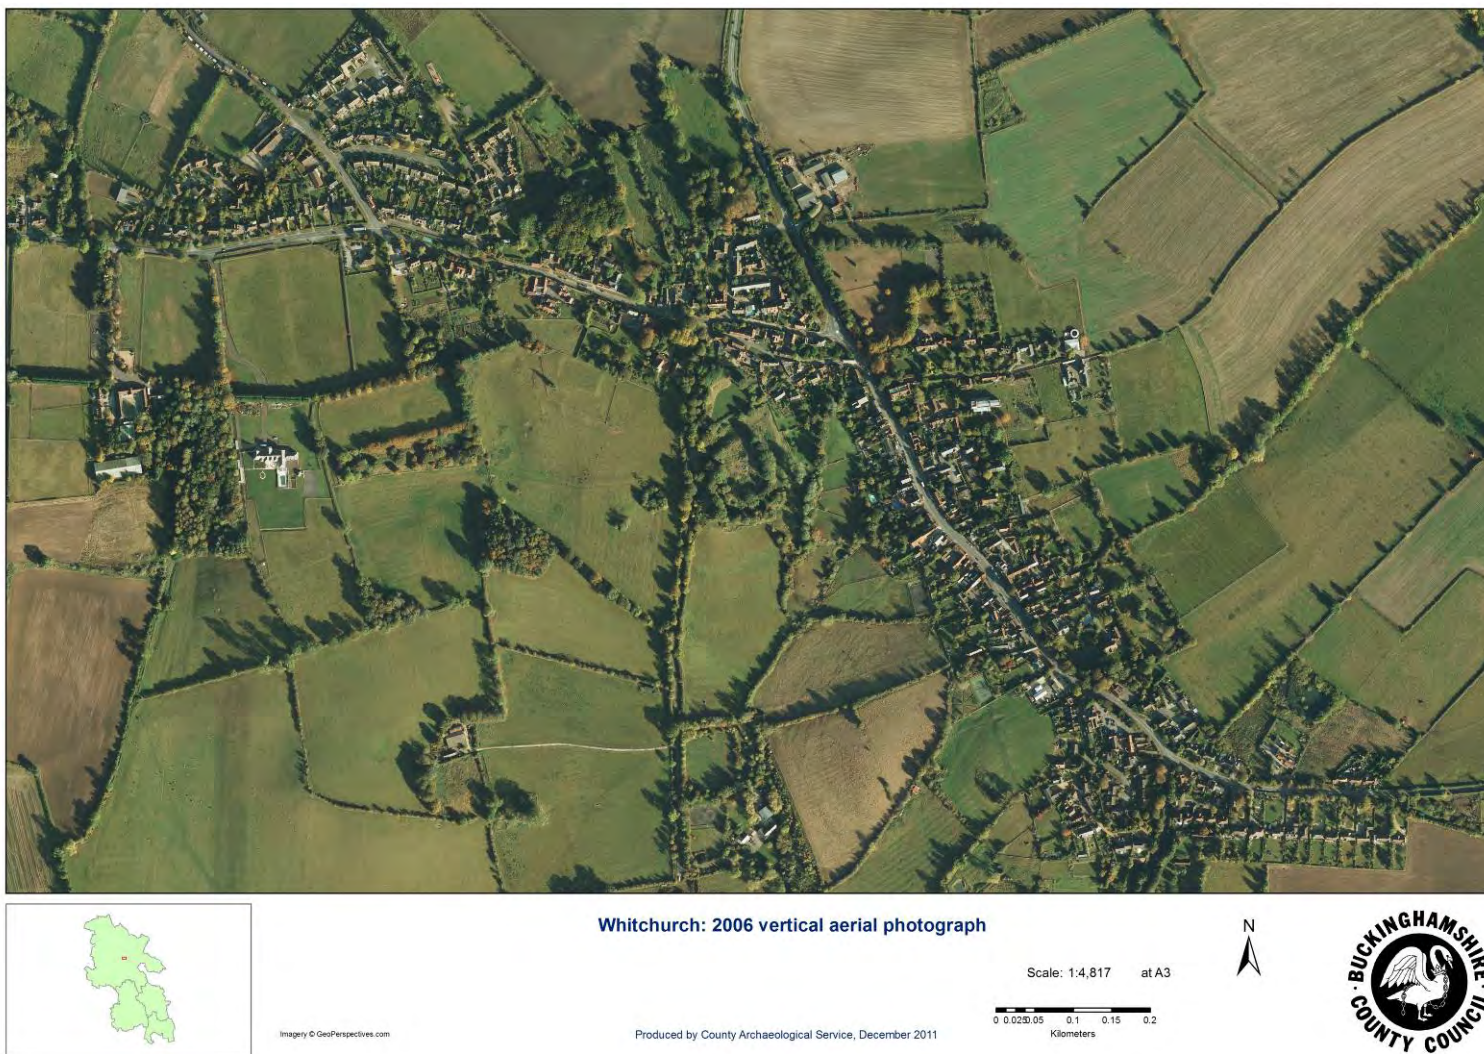 Whitchurch: 2006 vertical aerial photograph
N
Scale: 1:4,817 at A3
0 0.025 0.05 0.1 0.15 0.2
Kilometers
Imagery © GeoPerspectives.com
Produced by County Archaeological Service, December 2011
· BUCKINGHAMSHIRE ·
COUNTY COUNCIL